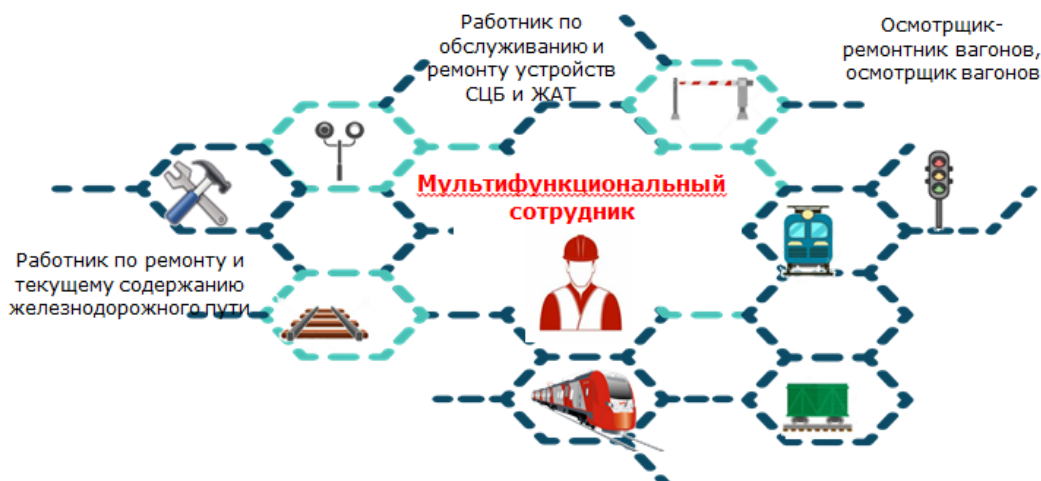 Работник по
обслуживанию и
ремонту устройств
СЦБ и ЖАТ
Осмотрщик-
ремонтник вагонов,
осмотрщик вагонов
Мультифункциональный
сотрудник
Работник по ремонту и
текущему содержанию
железнодорожного пути